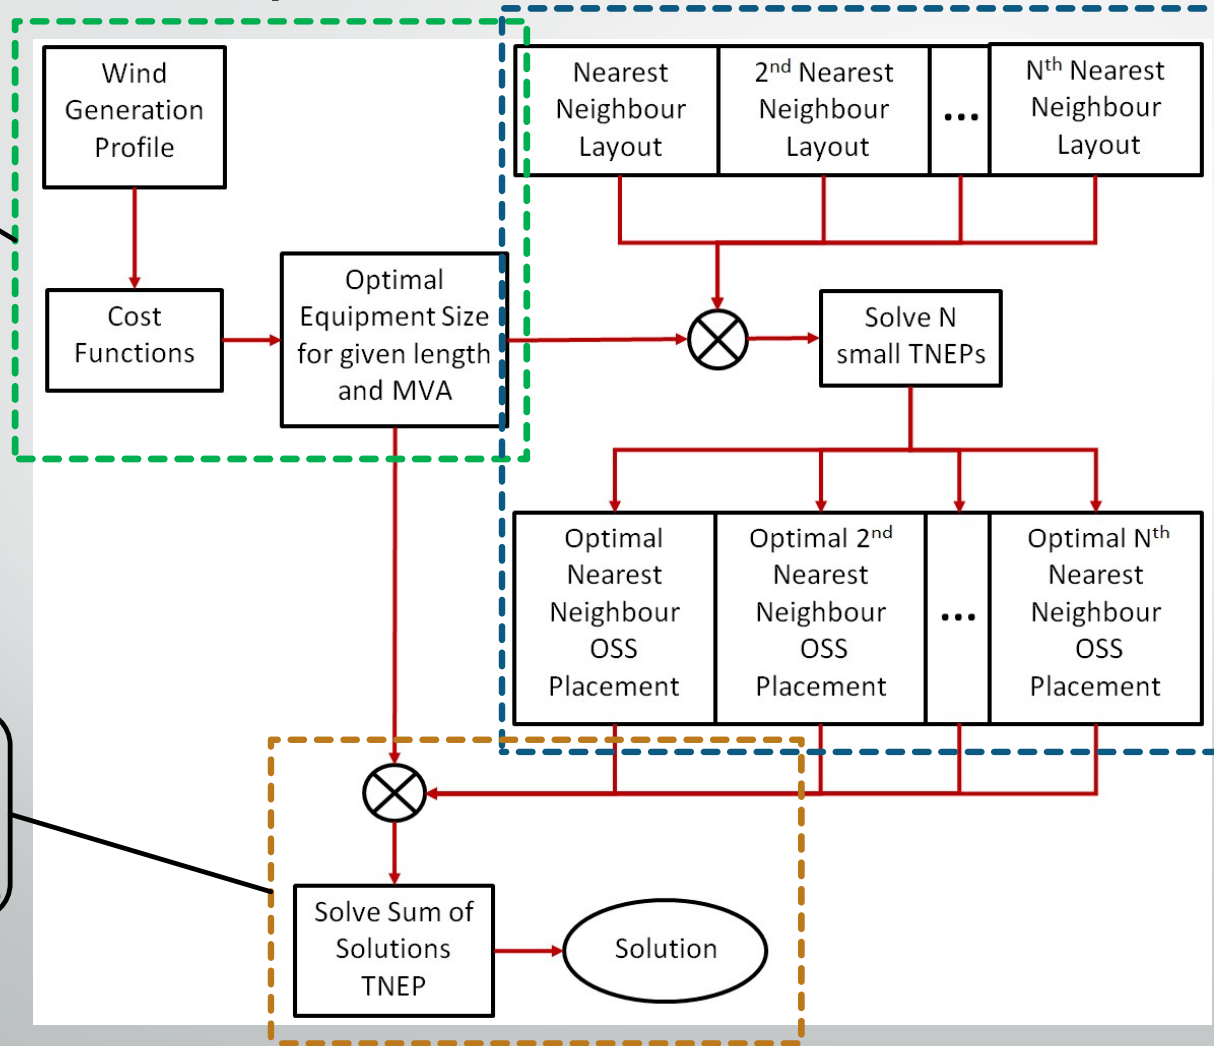 Wind
Generation
Profile
Nearest
Neighbour
Layout
2nd Nearest
Neighbour
Layout
...
Nth Nearest
Neighbour
Layout
Cost
Functions
Optimal
Equipment Size
for given length
and MVA
Solve N
small TNEPs
Optimal
Nearest
Neighbour
OSS
Placement
Optimal 2nd
Nearest
Neighbour
OSS
Placement
...
Optimal Nth
Nearest
Neighbour
OSS
Placement
Solve Sum of
Solutions
TNEP
Solution